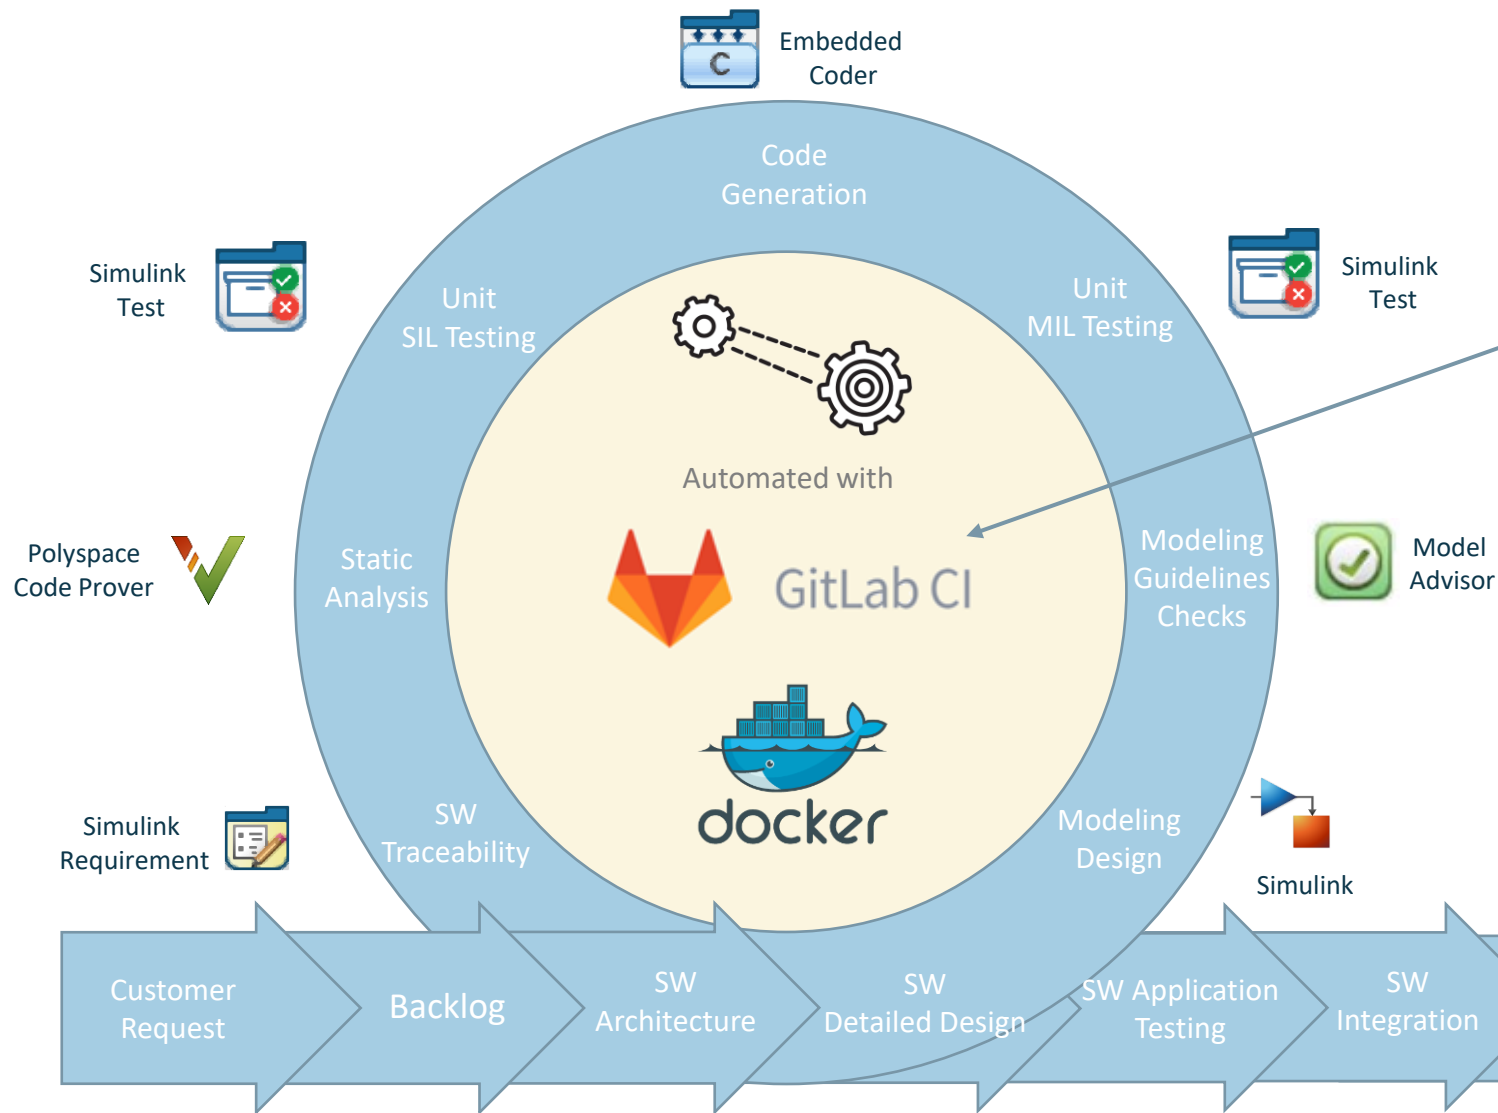 Embedded
Coder
C
Code
Generation
Simulink
Test
Unit
SIL Testing
Unit
MIL Testing
Simulink
Test
Automated with
Polyspace
Code Prover
Static
Analysis
GitLab CI
Modeling
Guidelines
Checks
Model
Advisor
docker
Simulink
Requirement
SW
Traceability
Modeling
Design
Simulink
Customer
Request
Backlog
SW
Architecture
SW
Detailed Design
SW Application
Testing
SW
Integration